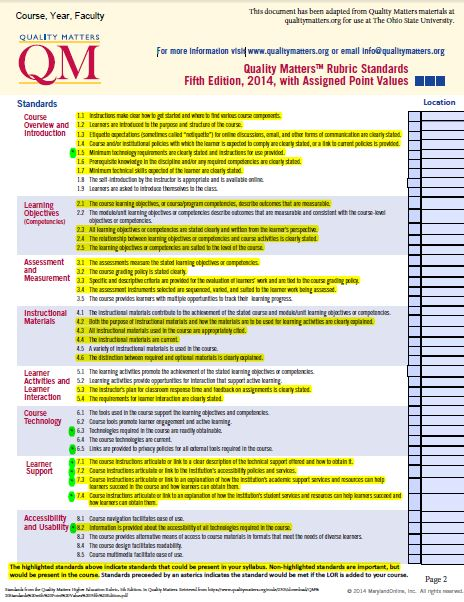 Course, Year, Faculty
This document has been adapted from Quality Matters materials at
qualitymatters.org for use at The Ohio State University.
QUALITY MATTERS
QM
For more information visit www.qualitymatters.org or email info@qualitymatters.org
Quality Matters™ Rubric Standards
Fifth Edition, 2014, with Assigned Point Values
Standards
Location
Course
Overview and
Introduction
1.1 Instructions make clear how to get started and where to find various course components.
1.2 Learners are introduced to the purpose and structure of the course.
1.3 Etiquette expectations (sometimes called "netiquette") for online discussions, email, and other forms of communication are clearly stated.
1.4 Course and/or institutional policies with which the learner is expected to comply are clearly stated, or a link to current policies is provided.
1.5 Minimum technology requirements are clearly stated and instructions for use provided.
1.6 Prerequisite knowledge in the discipline and/or any required competencies are clearly stated.
1.7 Minimum technical skills expected of the learner are clearly stated.
1.8 The self-introduction by the instructor is appropriate and is available online.
1.9 Learners are asked to introduce themselves to the class.
Learning
Objectives
(Competencies)
2.1 The course learning objectives, or course/program competencies, describe outcomes that are measurable.
2.2 The module/unit learning objectives or competencies describe outcomes that are measurable and consistent with the course-level
objectives or competencies.
2.3 All learning objectives or competencies are stated clearly and written from the learner's perspective.
2.4 The relationship between learning objectives or competencies and course activities is clearly stated.
2.5 The learning objectives or competencies are suited to the level of the course.
Assessment
and
Measurement
3.1 The assessments measure the stated learning objectives or competencies.
3.2 The course grading policy is stated clearly.
3.3 Specific and descriptive criteria are provided for the evaluation of learners' work and are tied to the course grading policy.
3.4 The assessment instruments selected are sequenced, varied, and suited to the learner work being assessed.
3.5 The course provides learners with multiple opportunities to track their learning progress.
Instructional
Materials
4.1 The instructional materials contribute to the achievement of the stated course and module/unit learning objectives or competencies.
4.2 Both the purpose of instructional materials and how the materials are to be used for learning activities are clearly explained.
4.3 All instructional materials used in the course are appropriately cited.
4.4 The instructional materials are current.
4.5 A variety of instructional materials is used in the course.
4.6 The distinction between required and optional materials is clearly explained.
Learner
Activities and
Learner
Interaction
5.1 The learning activities promote the achievement of the stated learning objectives or competencies.
5.2 Learning activities provide opportunities for interaction that support active learning.
5.3 The instructor's plan for classroom response time and feedback on assignments is clearly stated.
5.4 The requirements for learner interaction are clearly stated.
Course
Technology
6.1 The tools used in the course support the learning objectives and competencies.
6.2 Course tools promote learner engagement and active learning.
6.3 Technologies required in the course are readily obtainable.
6.4 The course technologies are current.
6.5 Links are provided to privacy policies for all external tools required in the course.
Learner
Support
7.1 The course instructions articulate or link to a clear description of the technical support offered and how to obtain it.
7.2 Course instructions articulate or link to the institution's accessibility policies and services.
7.3 Course instructions articulate or link to an explanation of how the institution's academic support services and resources can help
learners succeed in the course and how learners can obtain them.
7.4 Course instructions articulate or link to an explanation of how the institution's student services and resources can help learners succeed and
how learners can obtain them.
Accessibility
and Usability
8.1 Course navigation facilitates ease of use.
8.2 Information is provided about the accessibility of all technologies required in the course.
8.3 The course provides alternative means of access to course materials in formats that meet the needs of diverse learners.
8.4 The course design facilitates readability.
8.5 Course multimedia facilitate ease of use.
The highlighted standards above indicate standards that could be present in your syllabus. Non-highlighted standards are important, but
would be present in the course. Standards preceeded by an asterics indicated the standard would be met if the LOR is added to your course.
Page 2
© 2014 MarylandOnline, Inc. All rights reserved.